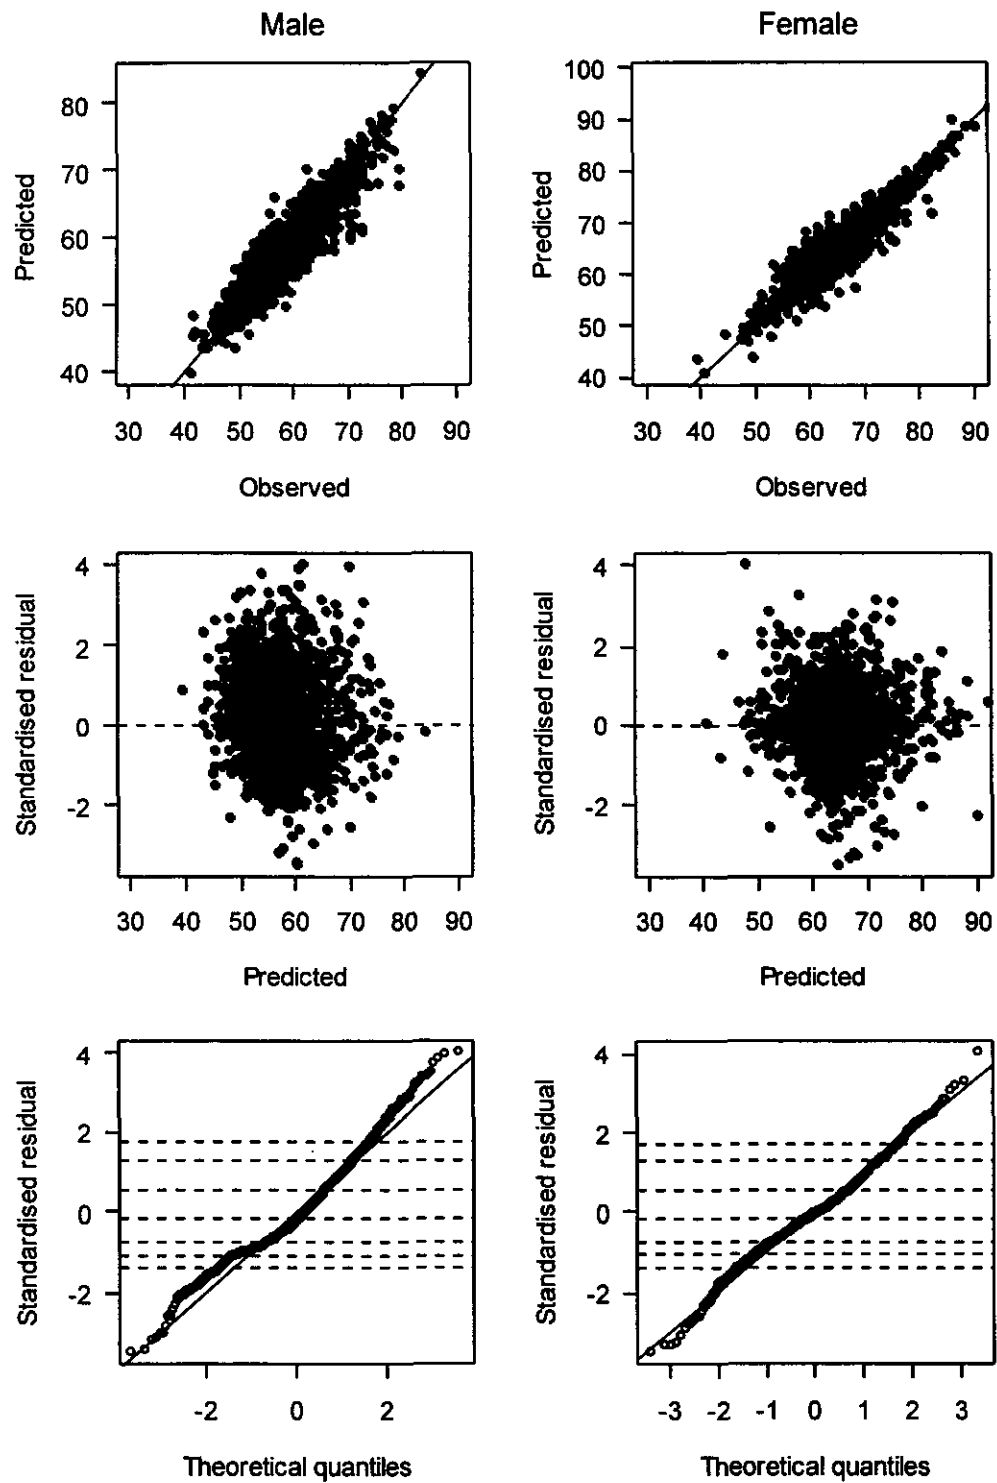 Male
Female
Predicted
80
70
60
50
40
30 40 50 60 70 80 90
Observed
Predicted
100
90
80
70
60
50
40
30 40 50 60 70 80 90
Observed
Standardised residual
4
2
0
-2
30 40 50 60 70 80 90
Predicted
Standardised residual
4
2
0
-2
30 40 50 60 70 80 90
Predicted
Standardised residual
4
2
0
-2
-2 0 2
Theoretical quantiles
Standardised residual
4
2
0
-2
-3 -2 -1 0 1 2 3
Theoretical quantiles